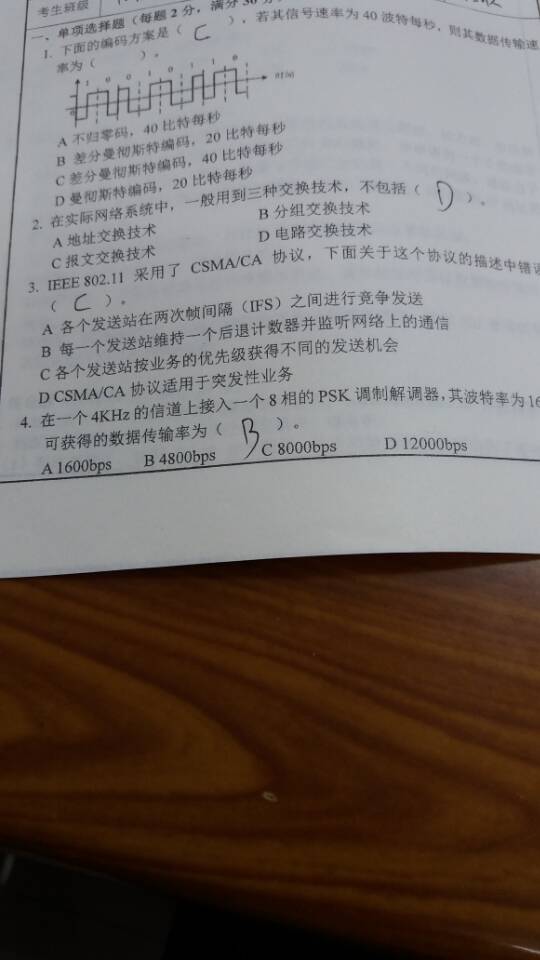 考生班级
一、单项选择题（每题 2 分，满分 30
1. 下面的编码方案是（ C ），若其信号速率为 40 波特每秒，则其数据传输速
率为（ ）。
1 0 0 1 0 1 1 0
时间
A 不归零码，40 比特每秒
B 差分曼彻斯特编码，20 比特每秒
C 差分曼彻斯特编码，40 比特每秒
D 曼彻斯特编码，20 比特每秒
2. 在实际网络系统中，一般用到三种交换技术，不包括（ D ）。
A 地址交换技术 B 分组交换技术
C 报文交换技术 D 电路交换技术
3. IEEE 802.11 采用了 CSMA/CA 协议，下面关于这个协议的描述中错误
（ C ）。
A 各个发送站在两次帧间隔（IFS）之间进行竞争发送
B 每一个发送站维持一个后退计数器并监听网络上的通信
C 各个发送站按业务的优先级获得不同的发送机会
D CSMA/CA 协议适用于突发性业务
4. 在一个 4KHz 的信道上接入一个 8 相的 PSK 调制解调器，其波特率为 16
可获得的数据传输率为（ B ）。
A 1600bps B 4800bps C 8000bps D 12000bps